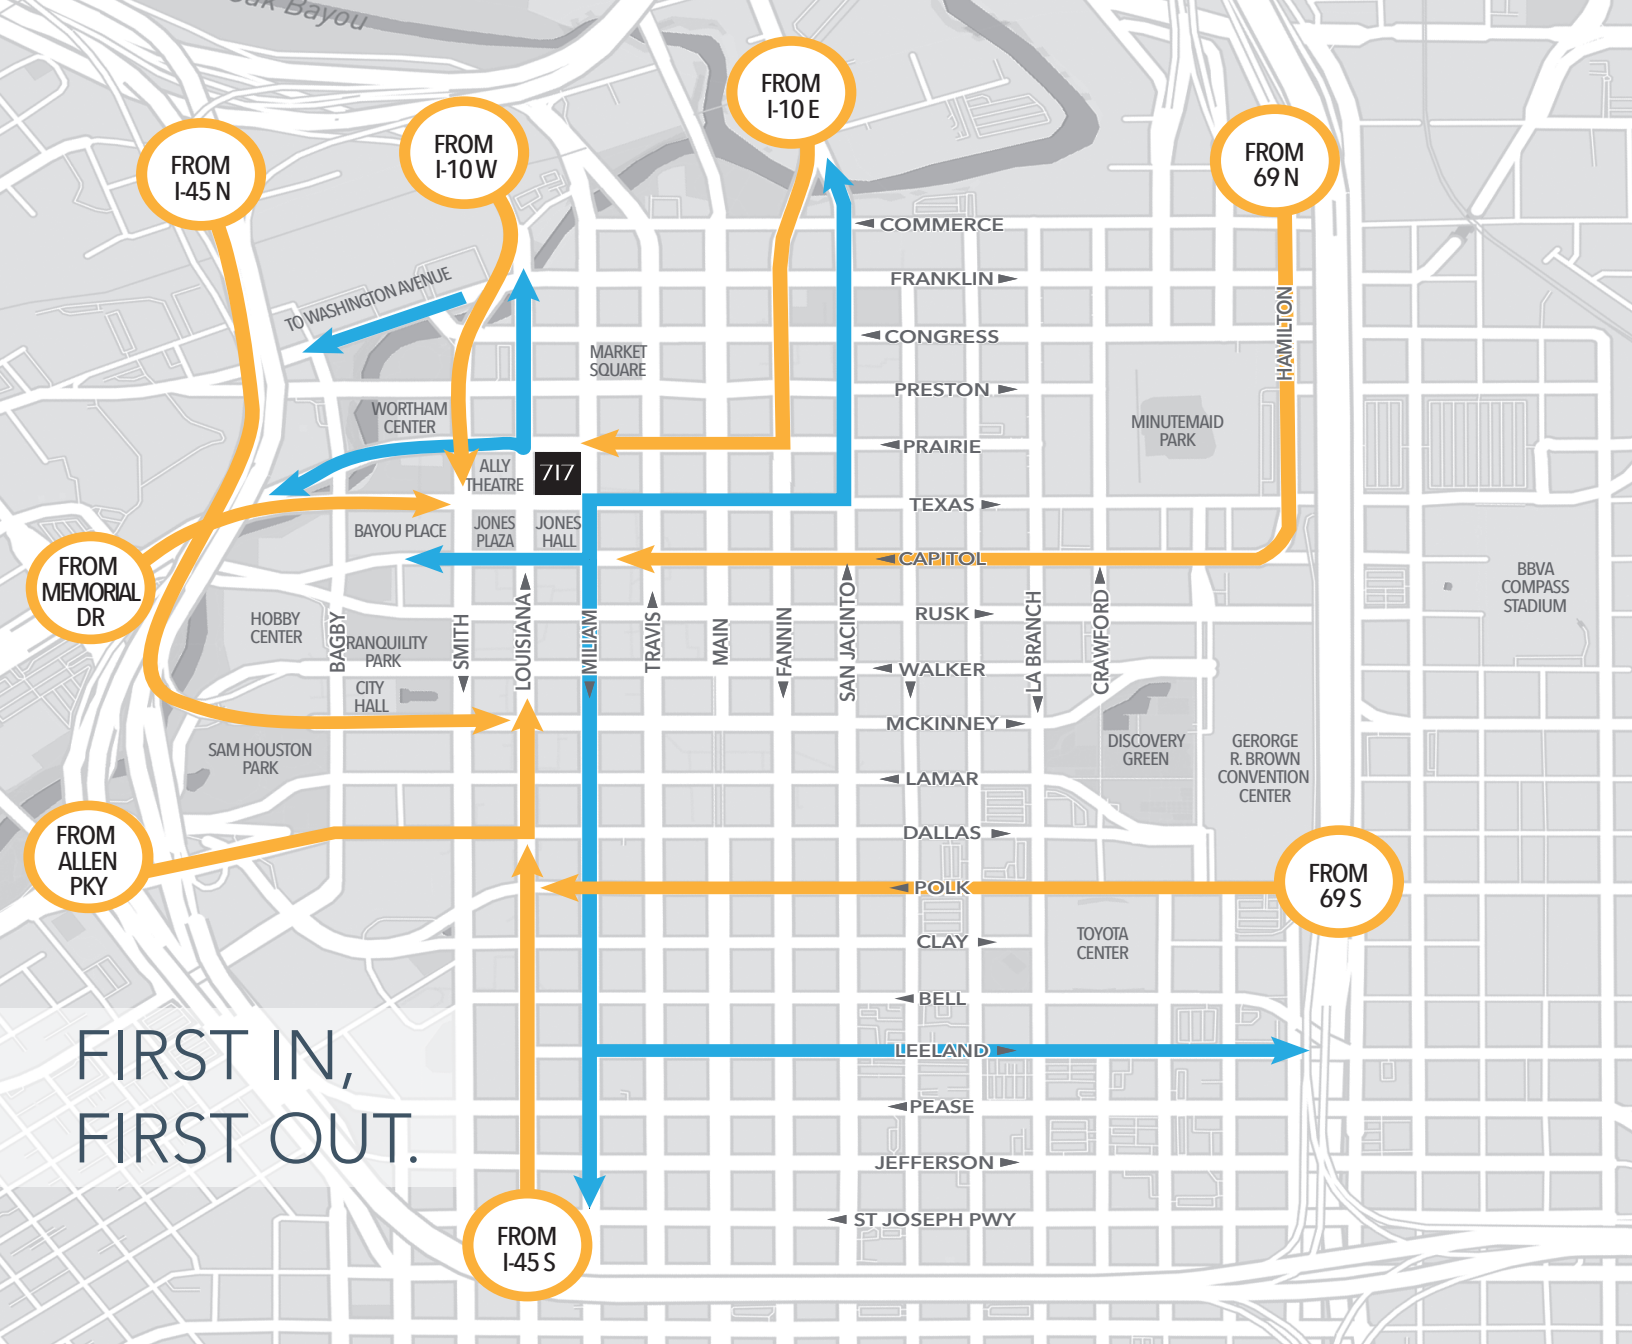 Oak Bayou
FROM
I-10 E
FROM
I-10 W
FROM
I-45 N
FROM
69 N
COMMERCE
FRANKLIN
TO WASHINGTON AVENUE
HAMILTON
CONGRESS
MARKET
SQUARE
PRESTON
WORTHAM
CENTER
MINUTEMAID
PARK
PRAIRIE
ALLY
THEATRE
717
TEXAS
BAYOU PLACE
JONES
PLAZA
JONES
HALL
CAPITOL
FROM
MEMORIAL
DR
BBVA
COMPASS
STADIUM
HOBBY
CENTER
BAGBY
RANQUILITY
PARK
SMITH
LOUISIANA
MILIAM
TRAVIS
MAIN
FANNIN
SAN JACINTO
RUSK
LA BRANCH
CRAWFORD
WALKER
CITY
HALL
MCKINNEY
SAM HOUSTON
PARK
DISCOVERY
GREEN
GERORGE
R. BROWN
CONVENTION
CENTER
LAMAR
DALLAS
FROM
ALLEN
PKY
POLK
FROM
69 S
CLAY
TOYOTA
CENTER
BELL
LEELAND
FIRST IN,
FIRST OUT.
PEASE
JEFFERSON
ST JOSEPH PWY
FROM
I-45 S